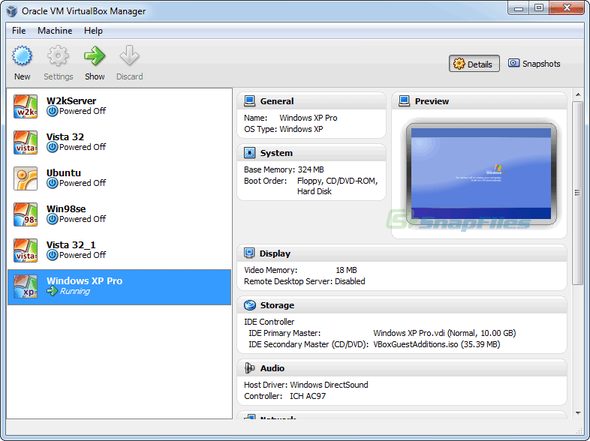 Oracle VM VirtualBox Manager
File Machine Help
New Settings Show Discard
Details Snapshots
W2kServer
Powered Off
Vista 32
Powered Off
Ubuntu
Powered Off
Win98se
Powered Off
Vista 32_1
Powered Off
Windows XP Pro
Running
General
Name: Windows XP Pro
OS Type: Windows XP
System
Base Memory: 324 MB
Boot Order: Floppy, CD/DVD-ROM,
Hard Disk
Preview
SnapFiles
Display
Video Memory: 18 MB
Remote Desktop Server: Disabled
Storage
IDE Controller
IDE Primary Master: Windows XP Pro.vdi (Normal, 10.00 GB)
IDE Secondary Master (CD/DVD): VBoxGuestAdditions.iso (35.39 MB)
Audio
Host Driver: Windows DirectSound
Controller: ICH AC97
Network